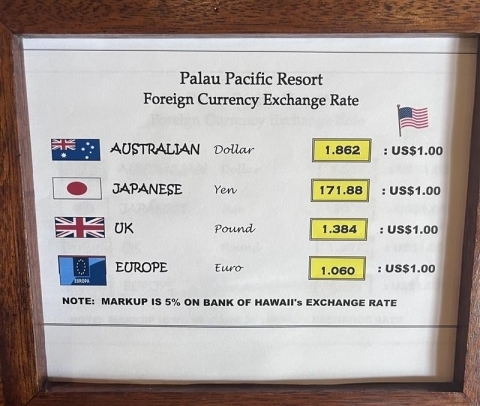 Palau Pacific Resort
Foreign Currency Exchange Rate
AUSTRALIAN Dollar 1.862 : US$1.00
JAPANESE Yen 171.88 : US$1.00
UK Pound 1.384 : US$1.00
EUROPE Euro 1.060 : US$1.00
EUROPA
NOTE: MARKUP IS 5% ON BANK OF HAWAII's EXCHANGE RATE